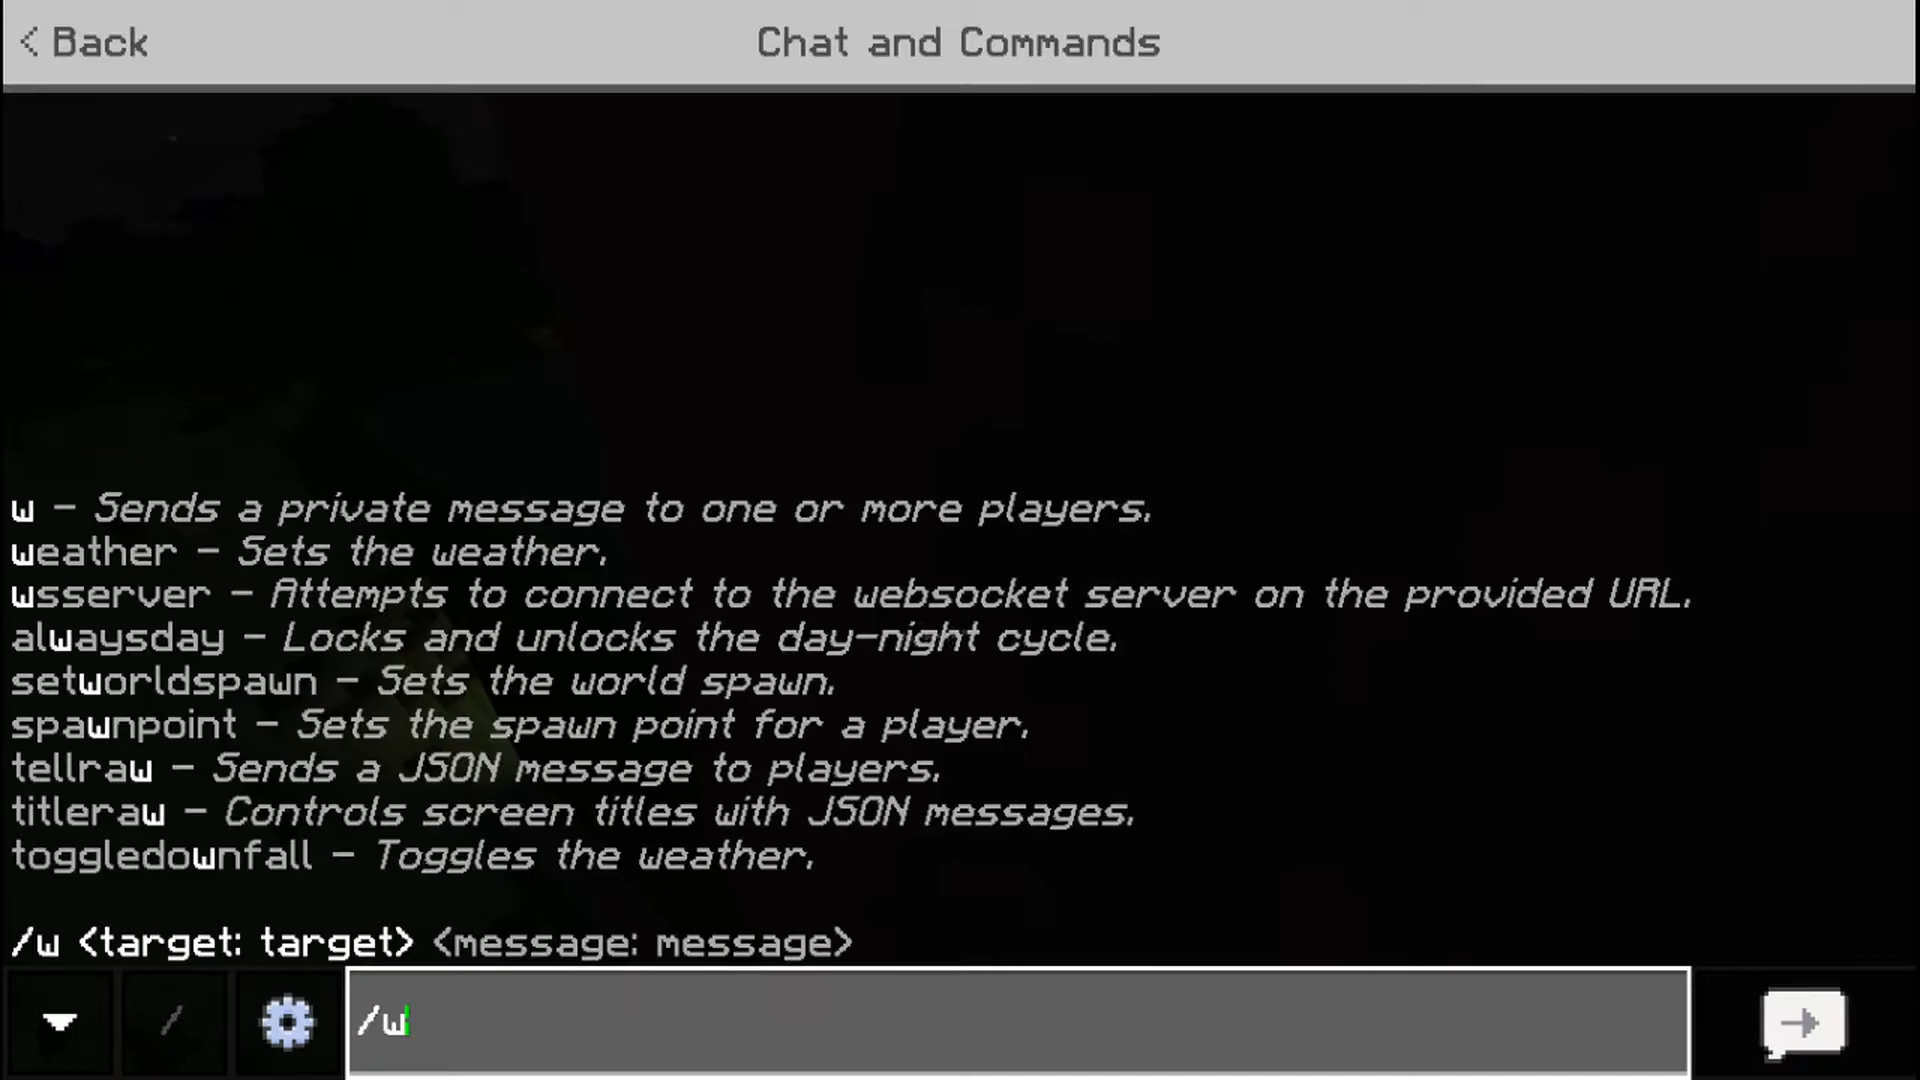 < Back
Chat and Commands
w - Sends a private message to one or more players.
weather - Sets the weather.
wsserver - Attempts to connect to the websocket server on the provided URL.
alwaysday - Locks and unlocks the day-night cycle.
setworldspawn - Sets the world spawn.
spawnpoint - Sets the spawn point for a player.
tellraw - Sends a JSON message to players.
titleraw - Controls screen titles with JSON messages.
toggledownfall - Toggles the weather.
/w <target: target> <message: message>
/
/w